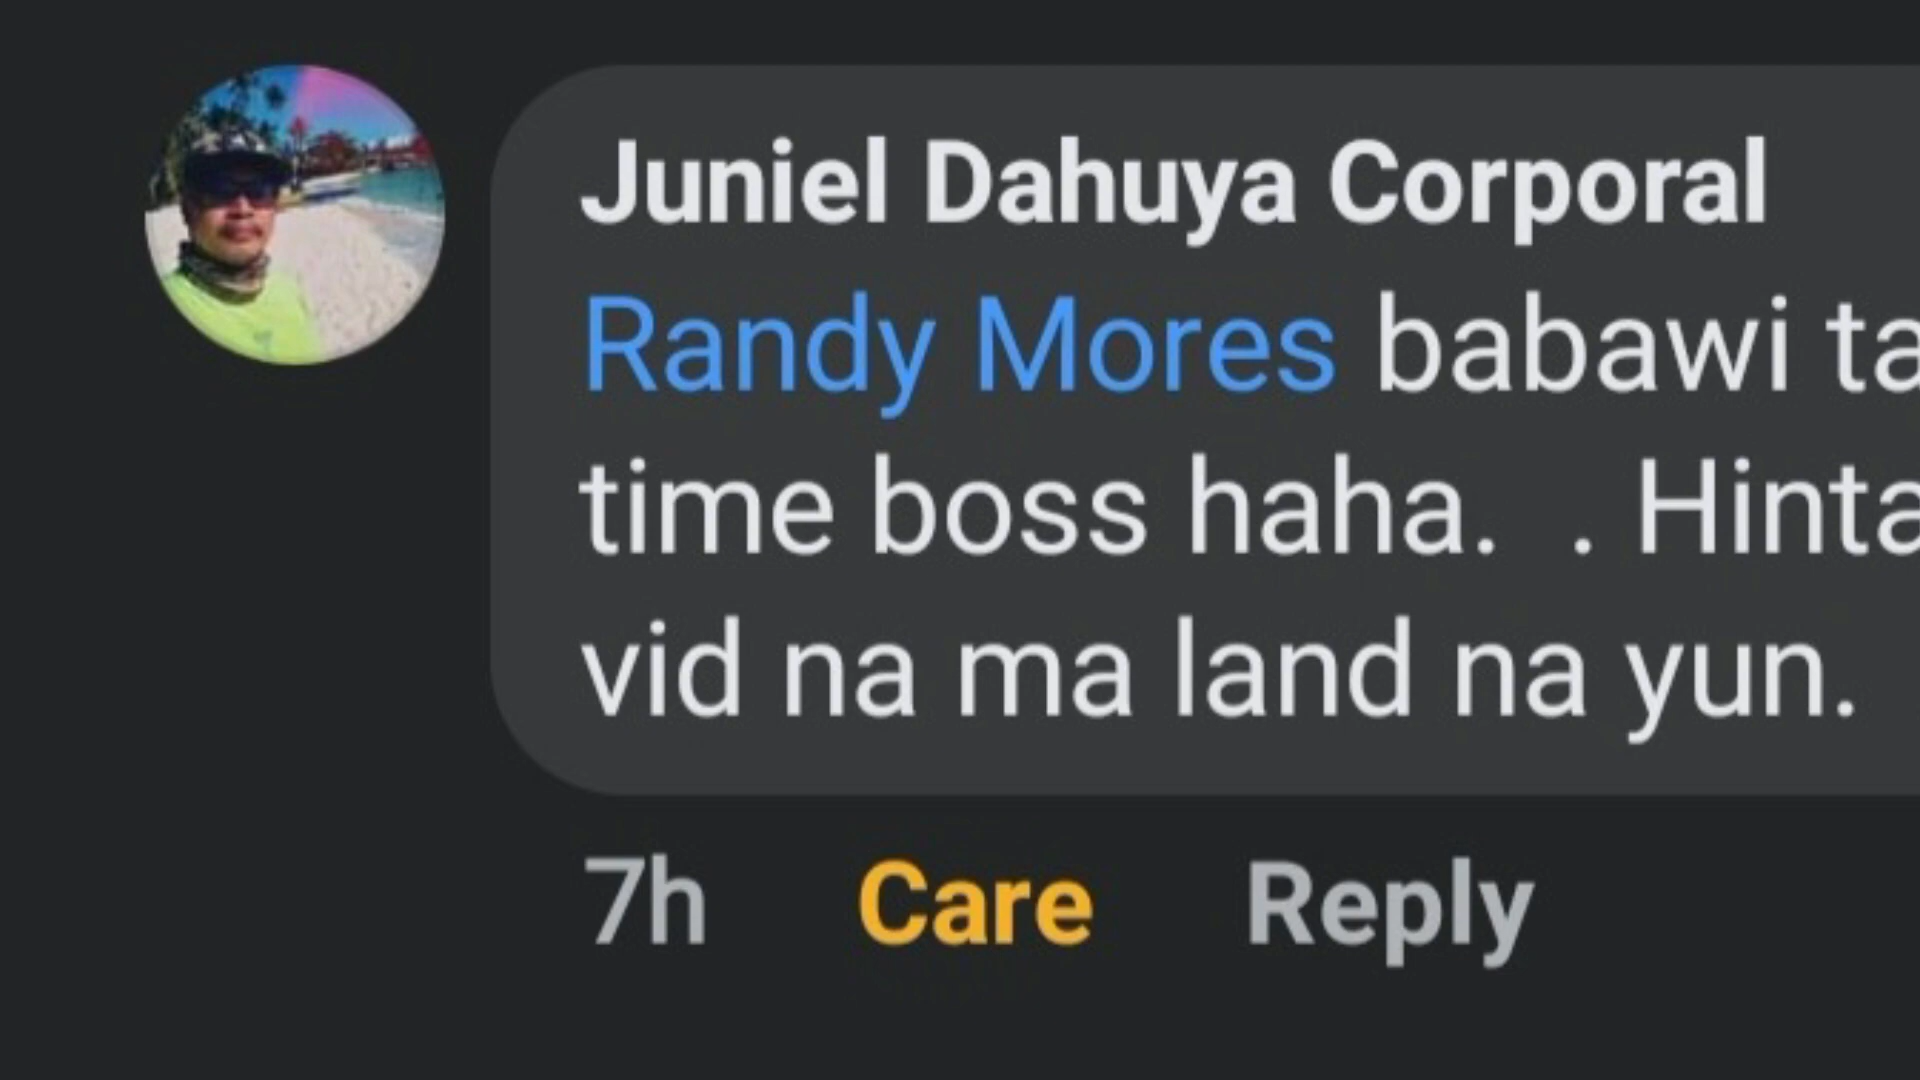 Juniel Dahuya Corporal
Randy Mores babawi ta
time boss haha.  . Hinta
vid na ma land na yun.
7h Care Reply